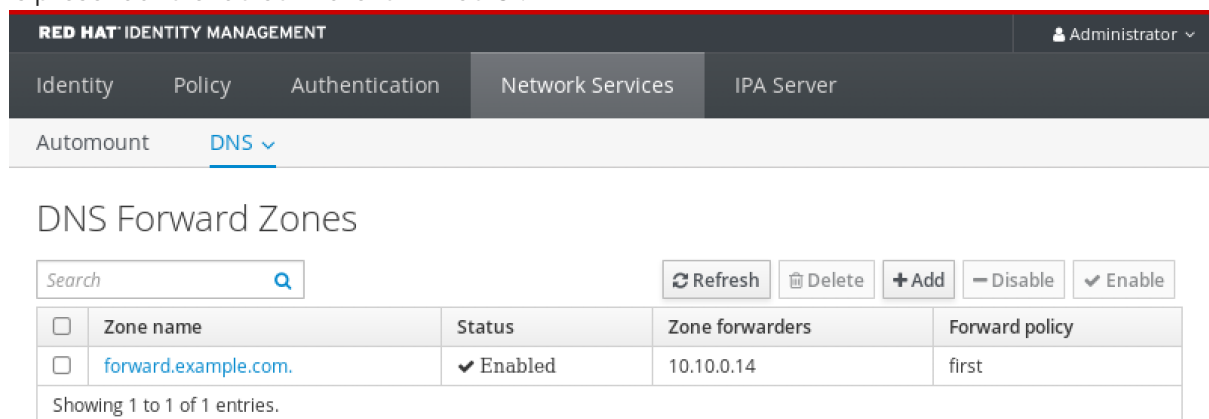 RED HAT® IDENTITY MANAGEMENT Administrator
Identity Policy Authentication Network Services IPA Server
Automount DNS
DNS Forward Zones
Search Refresh Delete Add Disable Enable
Zone name Status Zone forwarders Forward policy
forward.example.com. Enabled 10.10.0.14 first
Showing 1 to 1 of 1 entries.